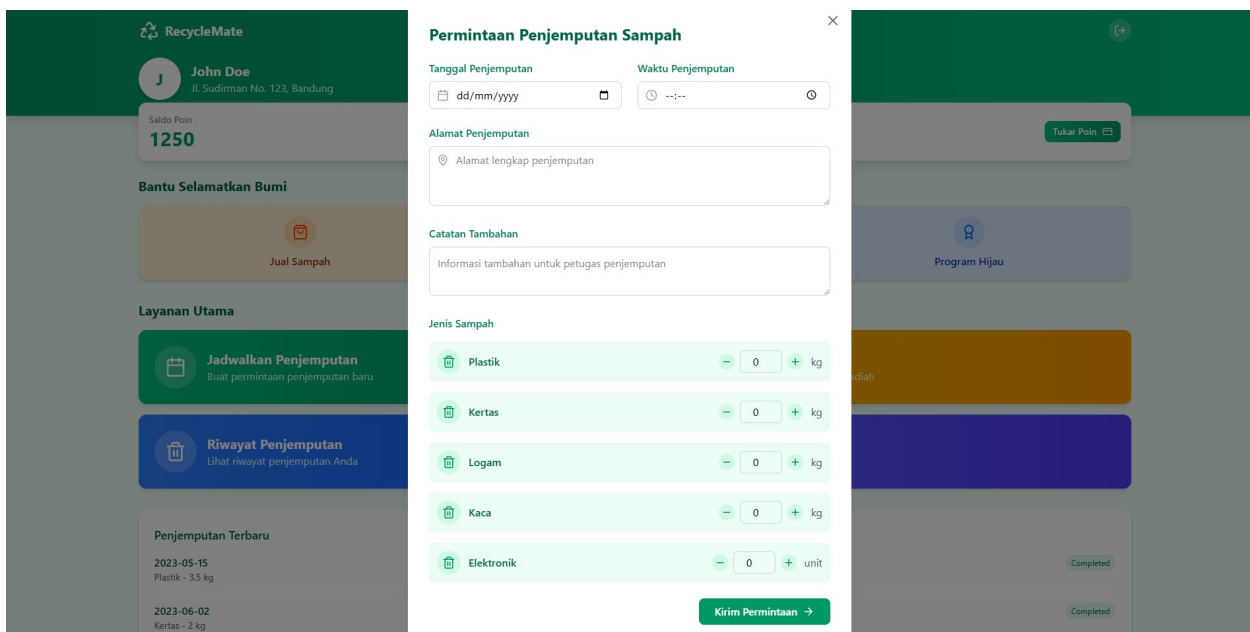 RecycleMate
John Doe
J
Jl. Sudirman No. 123, Bandung
Saldo Poin
1250
Tukar Poin
Bantu Selamatkan Bumi
Jual Sampah
Program Hijau
Layanan Utama
Jadwalkan Penjemputan
Buat permintaan penjemputan baru
Riwayat Penjemputan
Lihat riwayat penjemputan Anda
Penjemputan Terbaru
2023-05-15
Plastik - 3.5 kg
Completed
2023-06-02
Kertas - 2 kg
Completed
Permintaan Penjemputan Sampah
Tanggal Penjemputan
Waktu Penjemputan
dd/mm/yyyy
--:--
Alamat Penjemputan
Alamat lengkap penjemputan
Catatan Tambahan
Informasi tambahan untuk petugas penjemputan
Jenis Sampah
Plastik − 0 + kg
Kertas − 0 + kg
Logam − 0 + kg
Kaca − 0 + kg
Elektronik − 0 + unit
Kirim Permintaan →